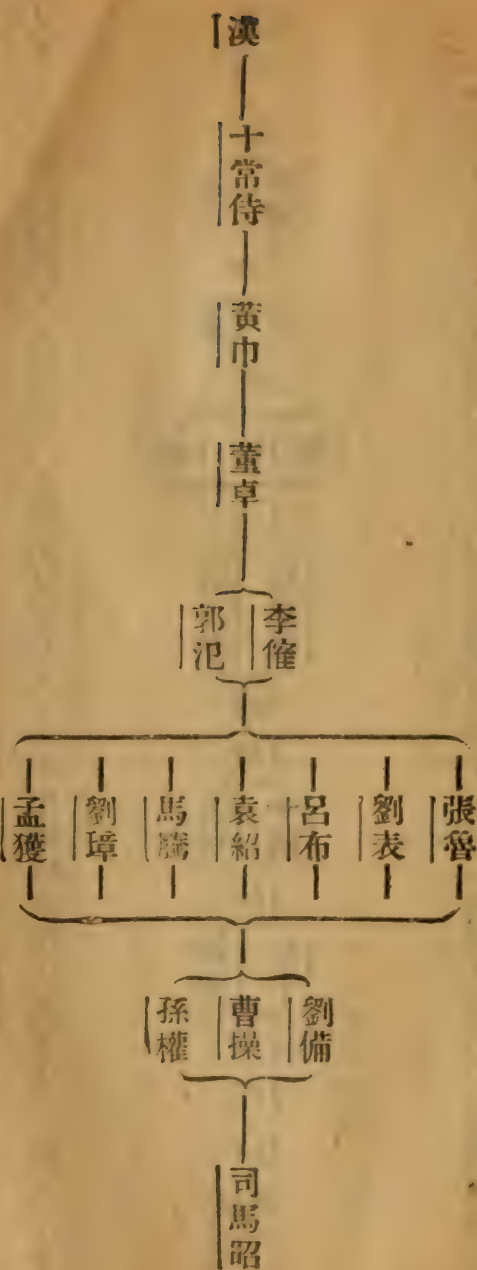 漢
十常侍
黃巾
董卓
李傕
郭汜
張魯
劉表
呂布
袁紹
馬騰
劉璋
孟獲
劉備
曹操
孫權
司馬昭